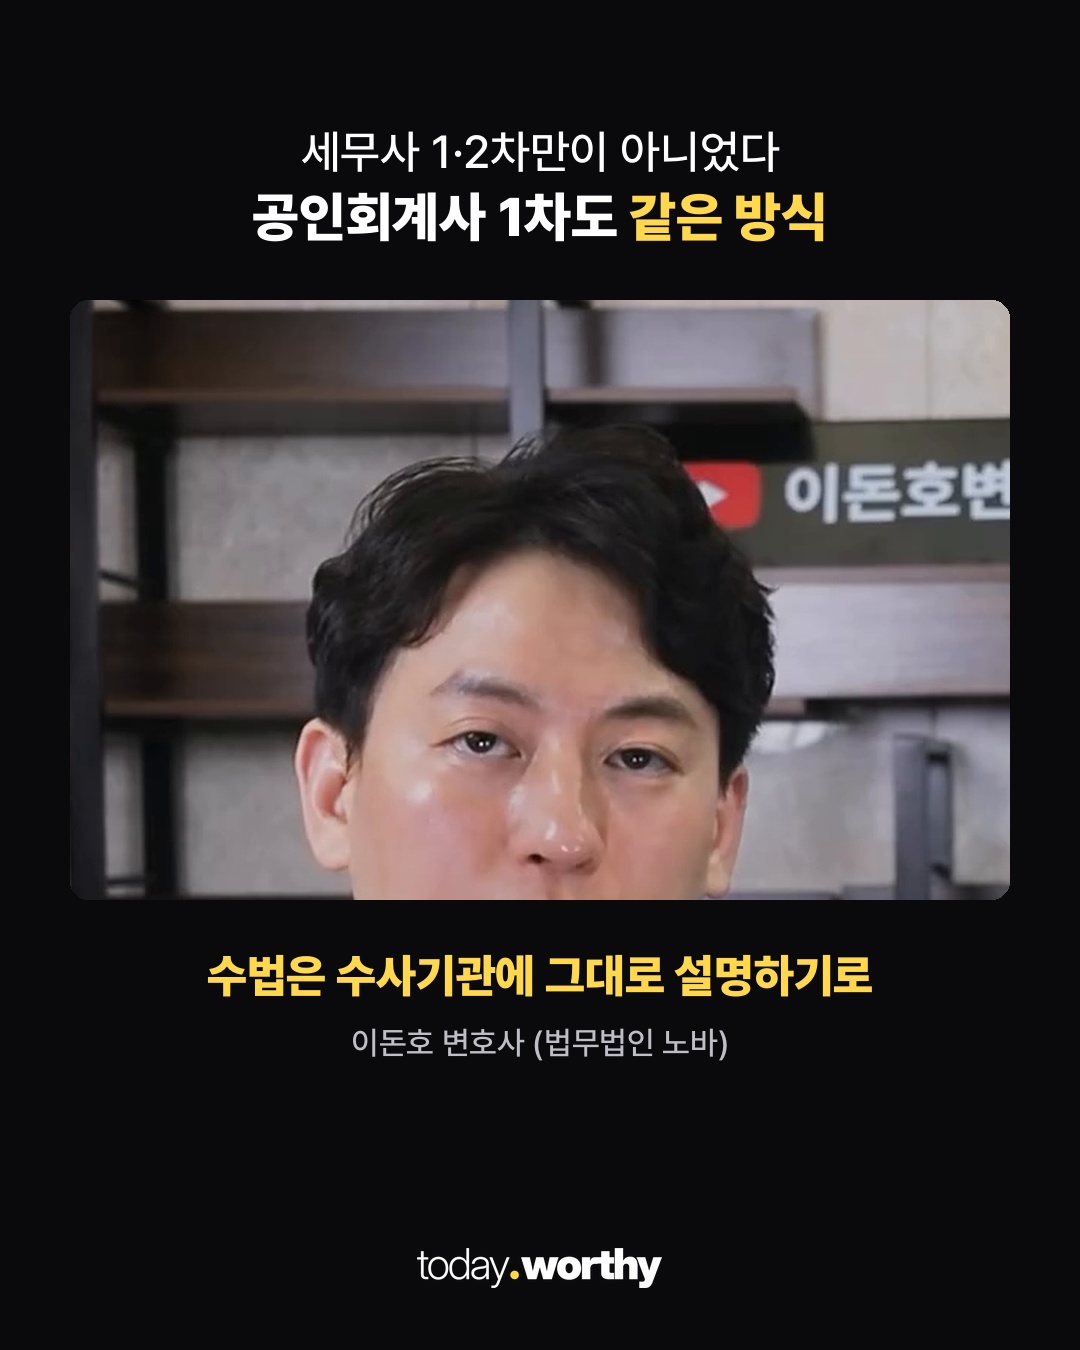 세무사 1·2차만이 아니었다
공인회계사 1차도 같은 방식
이돈호변
수법은 수사기관에 그대로 설명하기로
이돈호 변호사 (법무법인 노바)
today.worthy